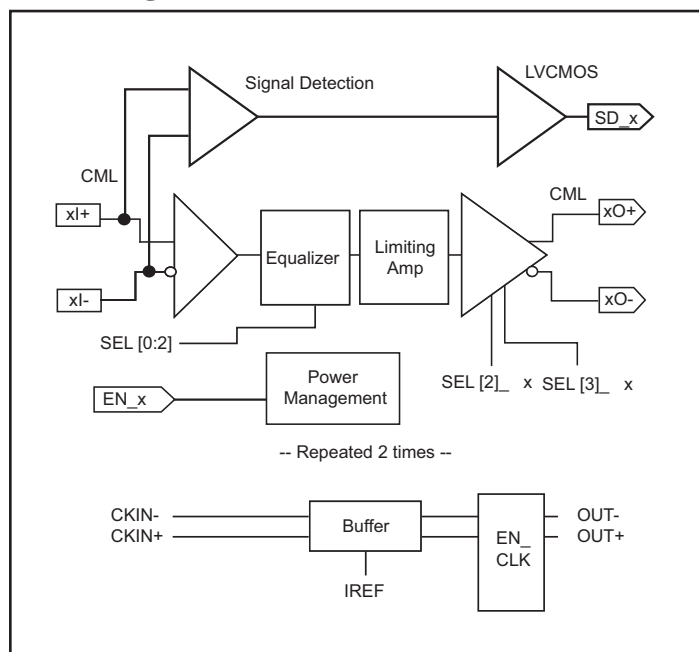 Signal Detection
LVCMOS
SD_x
CML
CML
xI+
xO+
Equalizer
Limiting
Amp
xI-
xO-
SEL [0:2]
SEL [2]_ x SEL [3]_ x
Power
Management
EN_x
-- Repeated 2 times --
CKIN-
OUT-
Buffer
CKIN+
OUT+
EN_
CLK
IREF